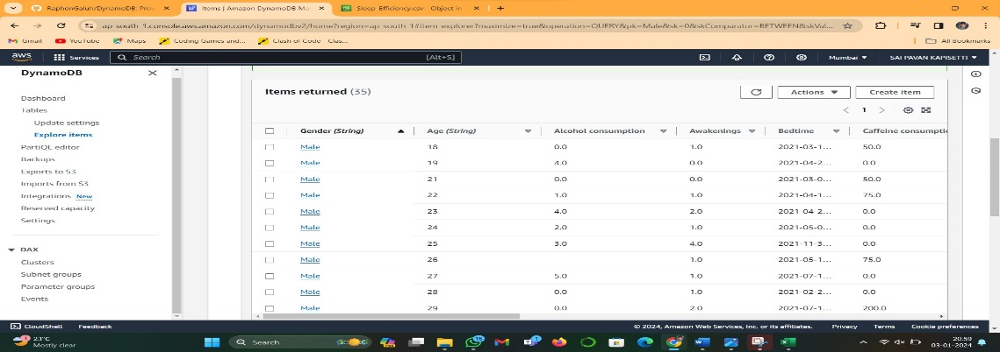 RaphonGaluh/DynamoDB: Prov
Items | Amazon DynamoDB Man
Sleep_Efficiency.csv - Object in
ap-south-1.console.aws.amazon.com/dynamodbv2/home?region=ap-south-1#item-explorer?maximize=true&operation=QUERY&pk=Male&sk=0&skComparator=BETWEEN&skVal...
Gmail YouTube Maps Coding Games and... Clash of Code - Clas... All Bookmarks
aws Services Search [Alt+S] Mumbai SAI PAVAN KAPISETTI
DynamoDB
Dashboard
Tables
Update settings
Explore items
PartiQL editor
Backups
Exports to S3
Imports from S3
Integrations New
Reserved capacity
Settings
DAX
Clusters
Subnet groups
Parameter groups
Events
Items returned (35) Actions Create item
1
Gender (String) Age (String) Alcohol consumption Awakenings Bedtime Caffeine consumptio
Male 18 0.0 1.0 2021-03-1... 50.0
Male 19 4.0 0.0 2021-04-2... 0.0
Male 21 0.0 0.0 2021-03-0... 50.0
Male 22 1.0 1.0 2021-04-1... 75.0
Male 23 4.0 2.0 2021-04-2... 0.0
Male 24 2.0 1.0 2021-05-0... 0.0
Male 25 3.0 4.0 2021-11-3... 0.0
Male 26 1.0 2021-05-1... 75.0
Male 27 5.0 1.0 2021-07-1... 0.0
Male 28 0.0 1.0 2021-02-2... 0.0
Male 29 0.0 2.0 2021-07-1... 200.0
CloudShell Feedback © 2024, Amazon Web Services, Inc. or its affiliates. Privacy Terms Cookie preferences
23°C
Mostly clear
Search
20:59
03-01-2024